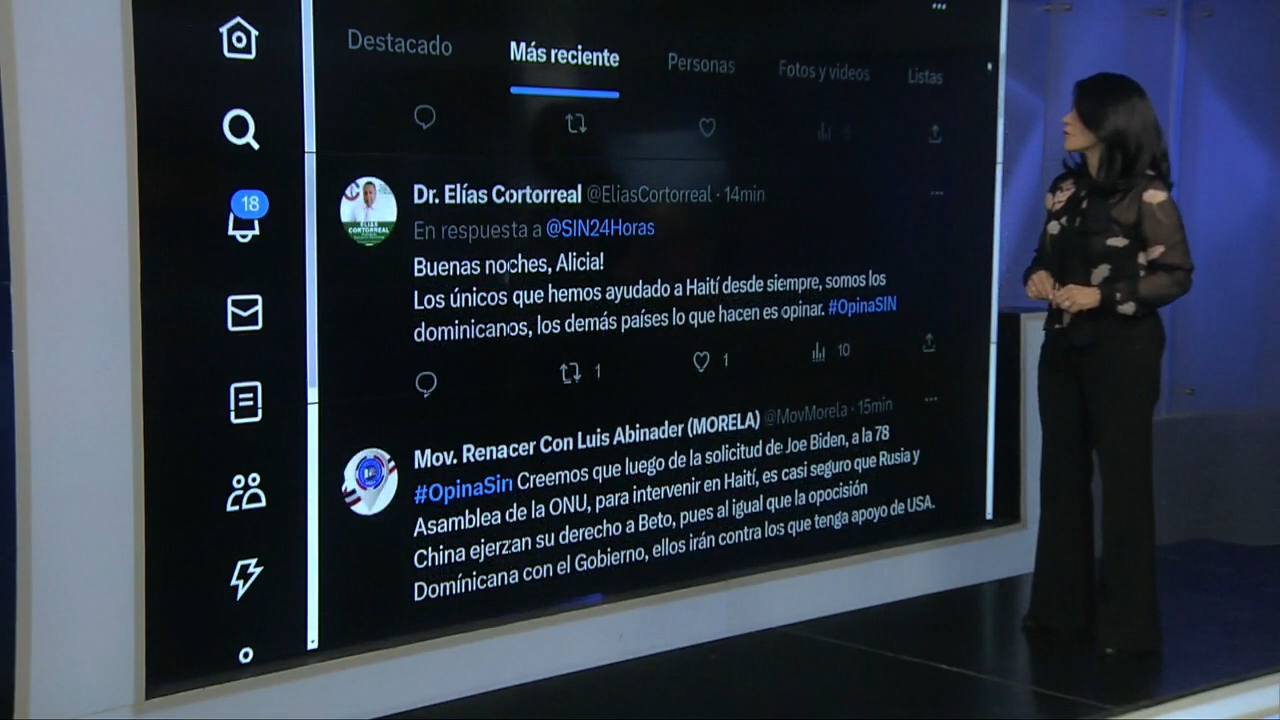 Destacado
Más reciente
Personas
Fotos y videos
Listas
18
Dr. Elías Cortorreal @EliasCortorreal · 14min
En respuesta a @SIN24Horas
Buenas noches, Alicia!
Los únicos que hemos ayudado a Haití desde siempre, somos los
dominicanos, los demás países lo que hacen es opinar. #OpinaSIN
1
1
10
ELIAS
CORTORREAL
Mov. Renacer Con Luis Abinader (MORELA) @MovMorela · 15min
#OpinaSin Creemos que luego de la solicitud de Joe Biden, a la 78
Asamblea de la ONU, para intervenir en Haití, es casi seguro que Rusia y
China ejerzan su derecho a Beto, pues al igual que la opocisión
Domínicana con el Gobierno, ellos irán contra los que tenga apoyo de USA.